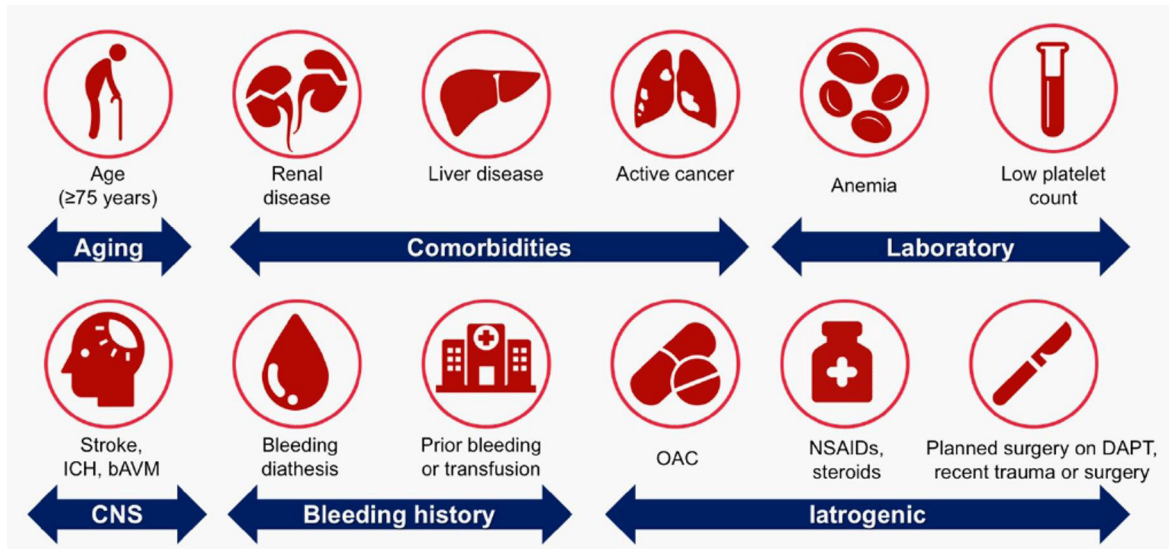 Age
(≥75 years)
Renal
disease
Liver disease
Active cancer
Anemia
Low platelet
count
Aging
Comorbidities
Laboratory
Stroke,
ICH, bAVM
Bleeding
diathesis
Prior bleeding
or transfusion
OAC
NSAIDs,
steroids
Planned surgery on DAPT,
recent trauma or surgery
CNS
Bleeding history
Iatrogenic